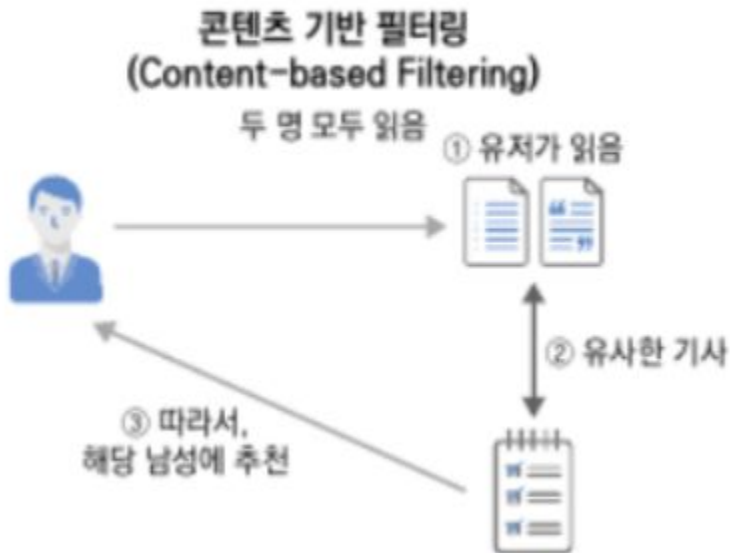 콘텐츠 기반 필터링
(Content-based Filtering)
두 명 모두 읽음
① 유저가 읽음
② 유사한 기사
③ 따라서,
해당 남성에 추천